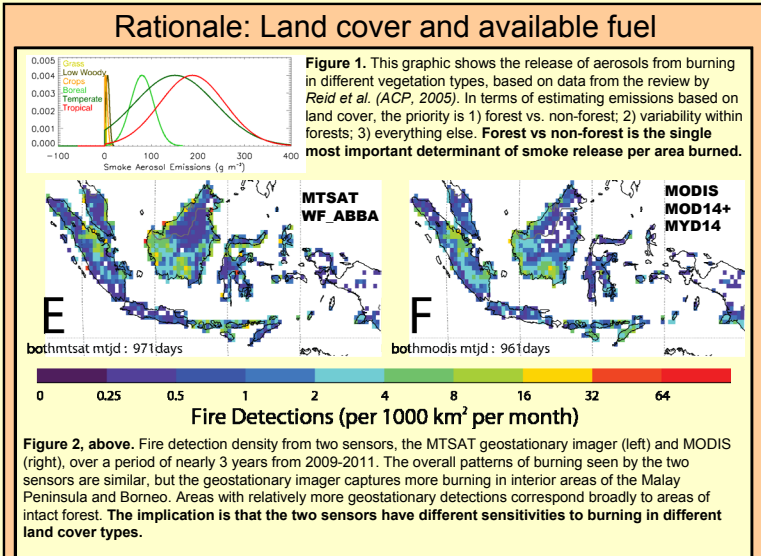 Rationale: Land cover and available fuel
0.005
0.004
0.003
0.002
0.001
0.000
Grass
Low Woody
Crops
Boreal
Temperate
Tropical
-100 0 100 200 300 400
Smoke Aerosol Emissions (g m⁻²)
Figure 1. This graphic shows the release of aerosols from burning
in different vegetation types, based on data from the review by
Reid et al. (ACP, 2005). In terms of estimating emissions based on
land cover, the priority is 1) forest vs. non-forest; 2) variability within
forests; 3) everything else. Forest vs non-forest is the single
most important determinant of smoke release per area burned.
MTSAT
WF_ABBA
E
bothmtsat mtjd : 971days
MODIS
MOD14+
MYD14
F
bothmodis mtjd : 961days
0 0.25 0.5 1 2 4 8 16 32 64
Fire Detections (per 1000 km² per month)
Figure 2, above. Fire detection density from two sensors, the MTSAT geostationary imager (left) and MODIS
(right), over a period of nearly 3 years from 2009-2011. The overall patterns of burning seen by the two
sensors are similar, but the geostationary imager captures more burning in interior areas of the Malay
Peninsula and Borneo. Areas with relatively more geostationary detections correspond broadly to areas of
intact forest. The implication is that the two sensors have different sensitivities to burning in different
land cover types.